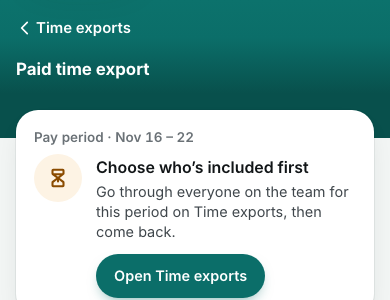 Time exports
Paid time export
Pay period · Nov 16 – 22
Choose who’s included first
Go through everyone on the team for
this period on Time exports, then
come back.
Open Time exports